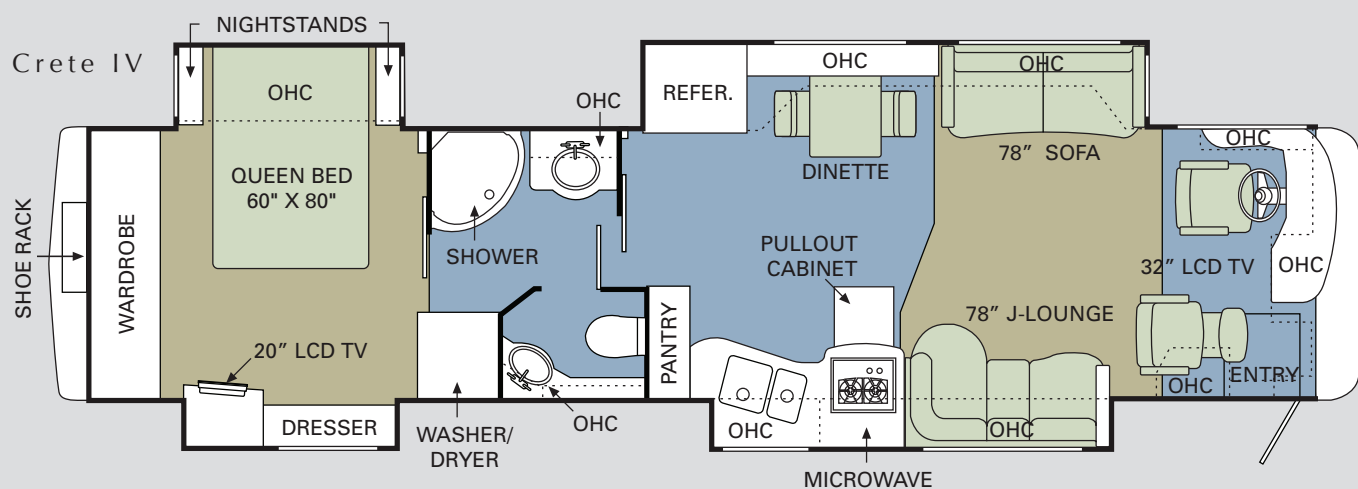 NIGHTSTANDS
Crete IV
OHC
OHC
REFER.
OHC
OHC
OHC
QUEEN BED
60" X 80"
DINETTE
78” SOFA
SHOE RACK
WARDROBE
SHOWER
PULLOUT
CABINET
32” LCD TV
OHC
PANTRY
78” J-LOUNGE
20” LCD TV
OHC
ENTRY
DRESSER
WASHER/
DRYER
OHC
OHC
OHC
MICROWAVE